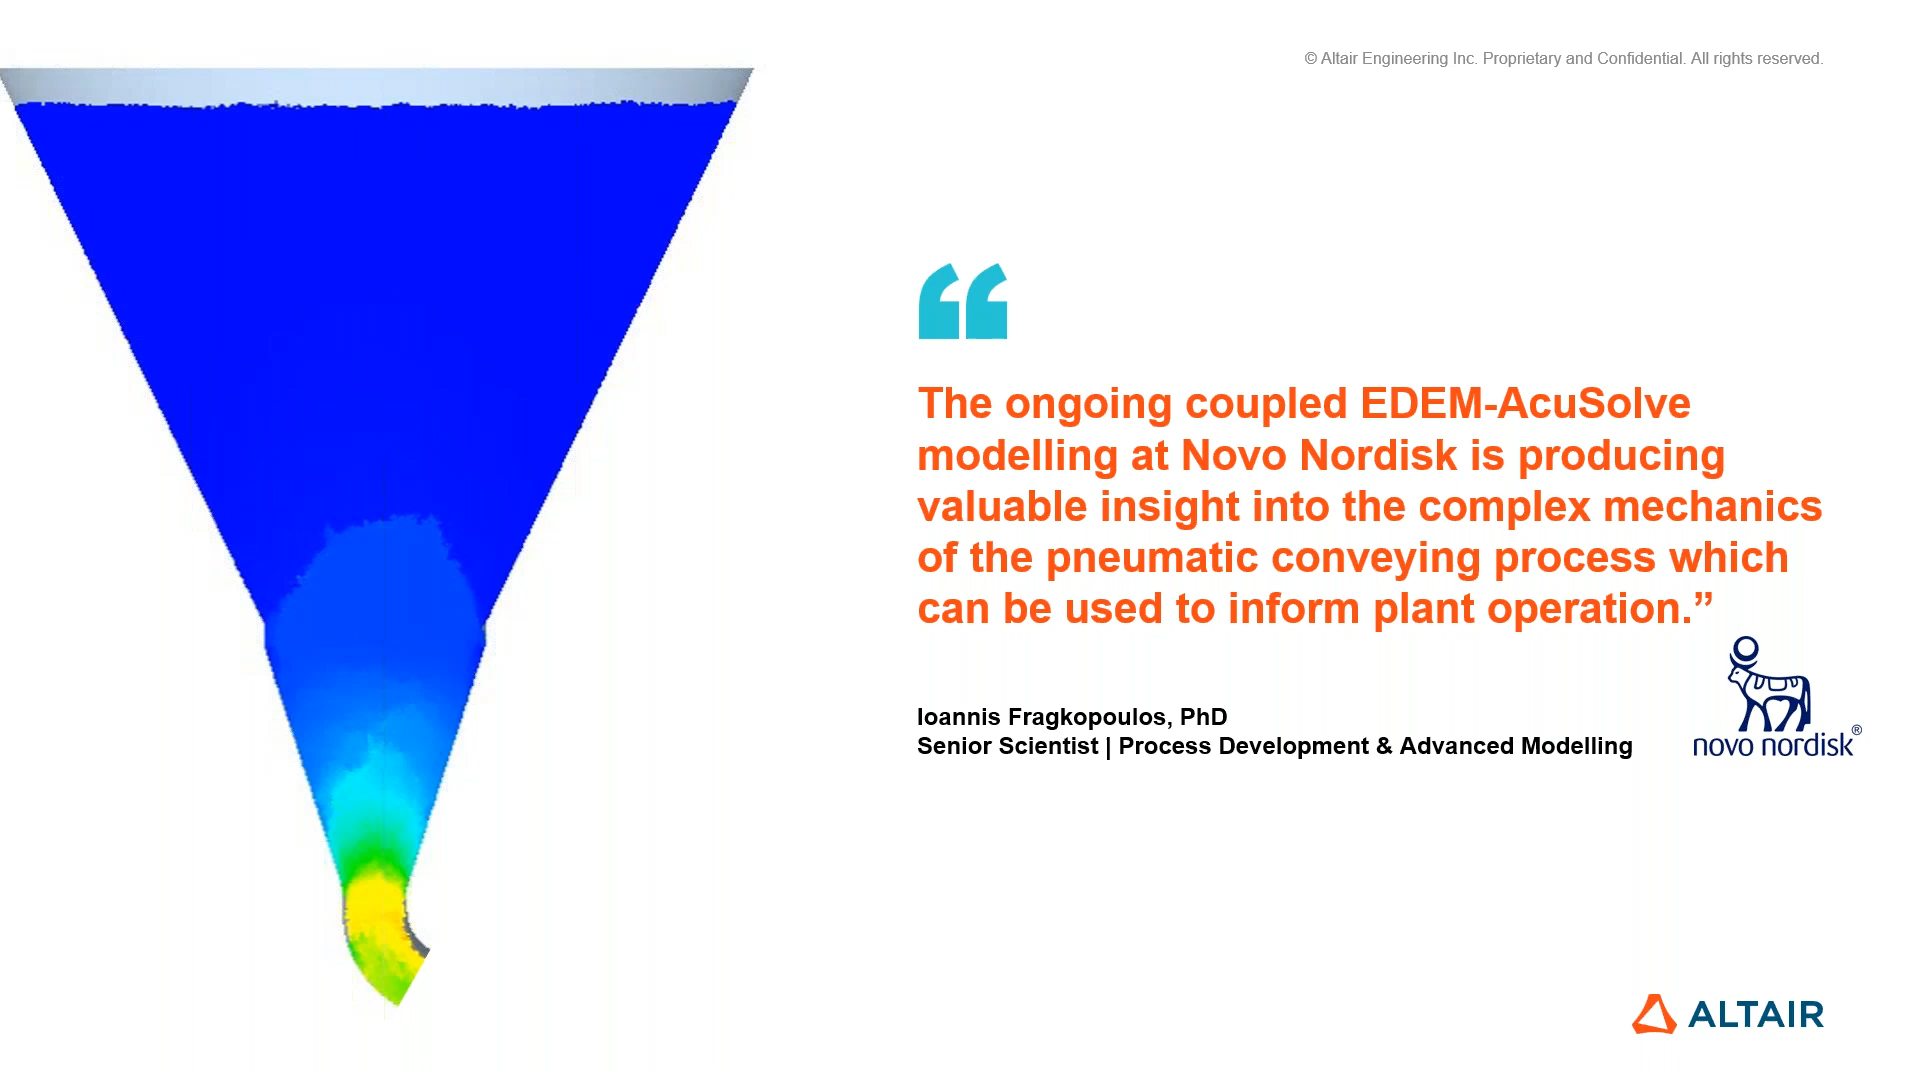 © Altair Engineering Inc. Proprietary and Confidential. All rights reserved.
“
The ongoing coupled EDEM-AcuSolve
modelling at Novo Nordisk is producing
valuable insight into the complex mechanics
of the pneumatic conveying process which
can be used to inform plant operation.”
Ioannis Fragkopoulos, PhD
Senior Scientist | Process Development & Advanced Modelling
novo nordisk®
ALTAIR